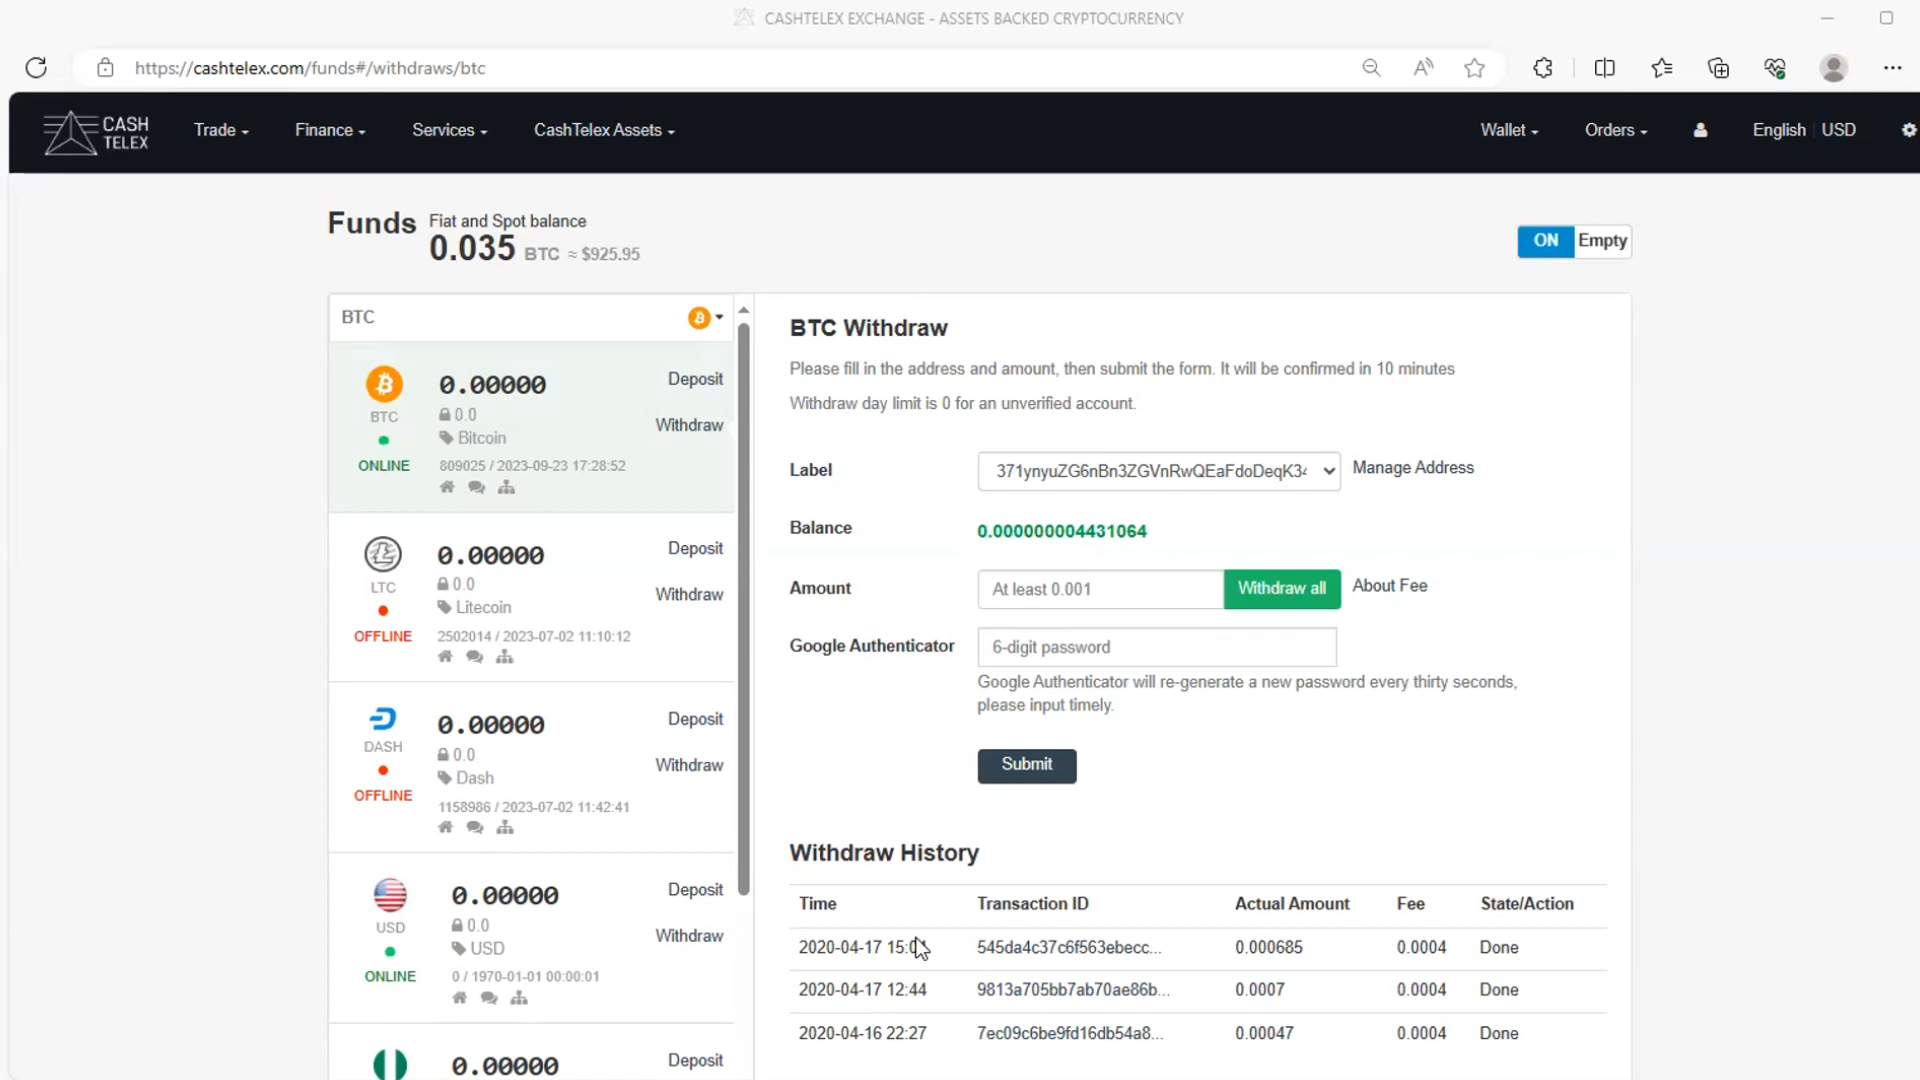 CASHTELEX EXCHANGE - ASSETS BACKED CRYPTOCURRENCY
https://cashtelex.com/funds#/withdraws/btc
CASH TELEX
Trade
Finance
Services
CashTelex Assets
Wallet
Orders
English
USD
Funds
Fiat and Spot balance
0.035 BTC ≈ $925.95
ON Empty
BTC
0.00000
Deposit
BTC
0.0
Withdraw
Bitcoin
ONLINE
809025 / 2023-09-23 17:28:52
0.00000
Deposit
LTC
0.0
Withdraw
Litecoin
OFFLINE
2502014 / 2023-07-02 11:10:12
0.00000
Deposit
DASH
0.0
Withdraw
Dash
OFFLINE
1158986 / 2023-07-02 11:42:41
0.00000
Deposit
USD
0.0
Withdraw
USD
ONLINE
0 / 1970-01-01 00:00:01
0.00000
Deposit
BTC Withdraw
Please fill in the address and amount, then submit the form. It will be confirmed in 10 minutes
Withdraw day limit is 0 for an unverified account.
Label
371ynyuZG6nBn3ZGVnRwQEaFdoDeqK34
Manage Address
Balance
0.000000004431064
Amount
At least 0.001
Withdraw all
About Fee
Google Authenticator
6-digit password
Google Authenticator will re-generate a new password every thirty seconds,
please input timely.
Submit
Withdraw History
Time Transaction ID Actual Amount Fee State/Action
2020-04-17 545da4c37c6f563ebecc... 0.000685 0.0004 Done
2020-04-17 12:44 9813a705bb7ab70ae86b... 0.0007 0.0004 Done
2020-04-16 22:27 7ec09c6be9fd16db54a8... 0.00047 0.0004 Done